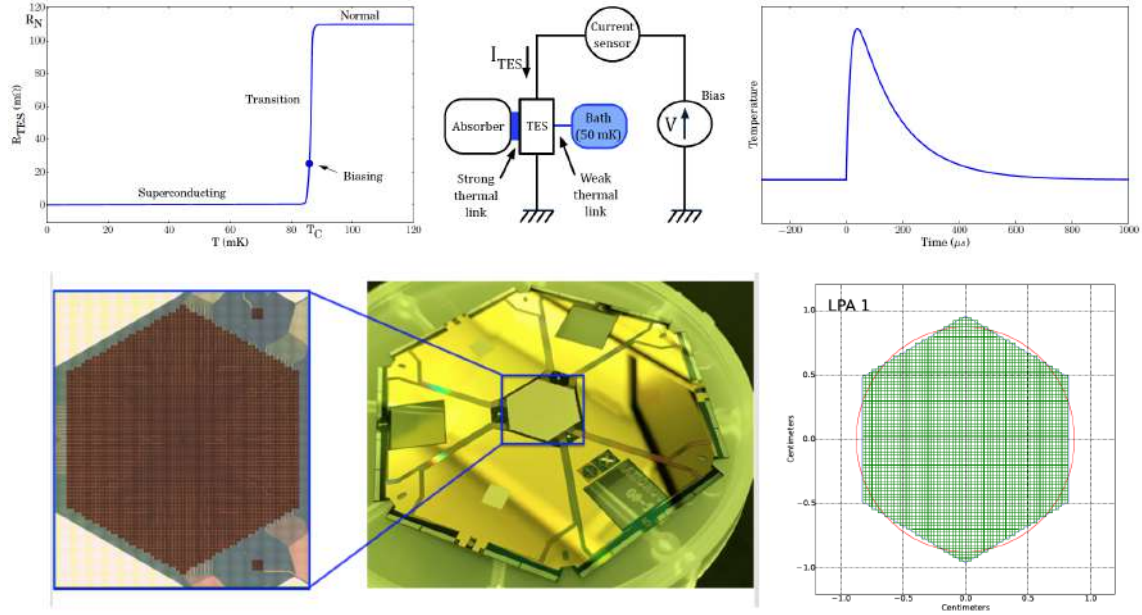 R_N
120
100
80
60
40
20
0
R_TES (mΩ)
Normal
Transition
Biasing
Superconducting
0
20
40
60
80
T_C
100
120
T (mK)
Current
sensor
I_TES
Absorber
TES
Bath
(50 mK)
Bias
V
Strong
thermal
link
Weak
thermal
link
Temperature
−200
0
200
400
600
800
1000
Time (μs)
LPA 1
1.0
0.5
0.0
−0.5
−1.0
Centimeters
−1.0
−0.5
0.0
0.5
1.0
Centimeters